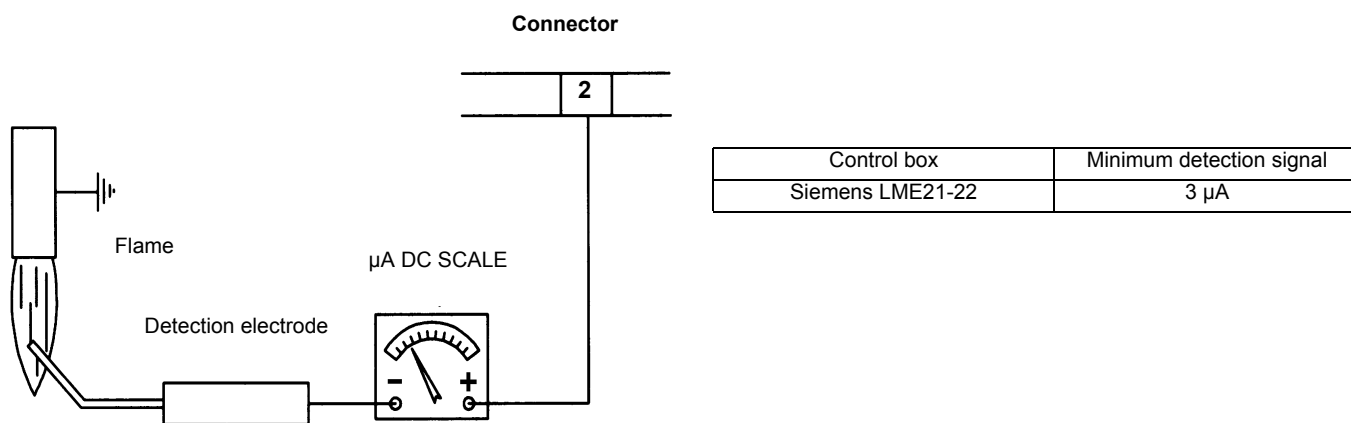 Connector
2
Flame
µA DC SCALE
Detection electrode
- +
Control box Minimum detection signal
Siemens LME21-22 3 µA